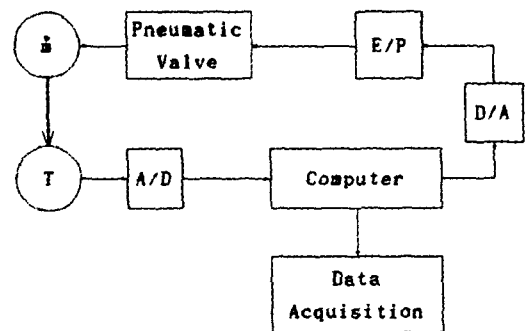 ṁ
Pneumatic
Valve
E/P
D/A
T
A/D
Computer
Data
Acquisition